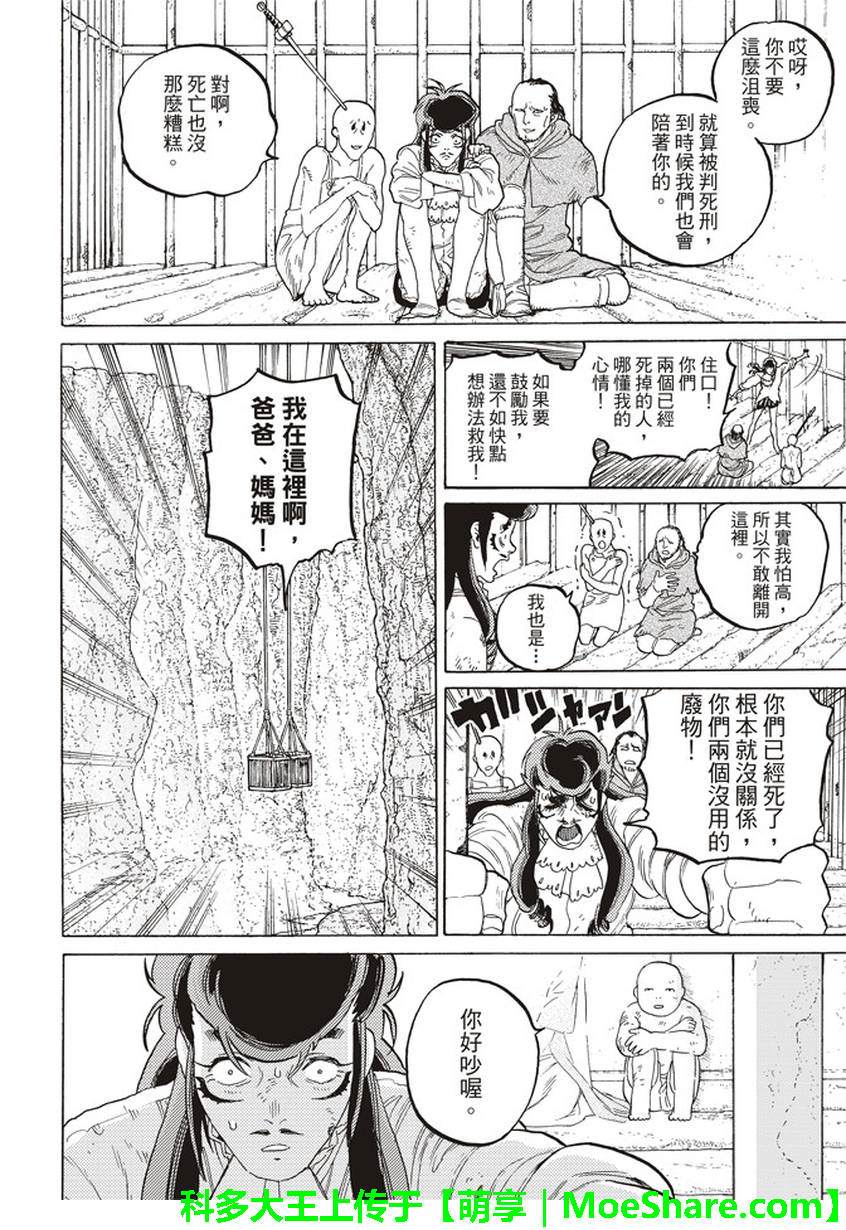 哎呀，
你不要
這麼沮喪。
就算被判死刑，
到時候我們也會
陪著你的。
對啊，
死亡也沒
那麼糟糕。
住口！
你們
兩個已經
死掉的人，
哪懂我的
心情！
如果要
鼓勵我，
還不如快點
想辦法救我！
其實我怕高，
所以不敢離開
這裡。
我也是…
你們已經死了，
根本就沒關係，
你們兩個沒用的
廢物！
ガシャアン
我在這裡啊，
爸爸、媽媽！
你好吵喔。
科多大王上传于【萌享｜MoeShare.com】